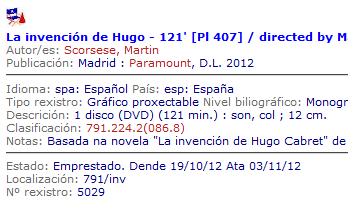 La invención de Hugo - 121' [Pl 407] / directed by M
Autor/es: Scorsese, Martin
Publicación: Madrid : Paramount, D.L. 2012
Idioma: spa: Español País: esp: España
Tipo rexistro: Gráfico proxectable Nivel bibliográfico: Monogr
Descrición: 1 disco (DVD) (121 min.) : son, col ; 12 cm.
Clasificación: 791.224.2(086.8)
Notas: Basada na novela "La invención de Hugo Cabret" de
Estado: Emprestado. Dende 19/10/12 Ata 03/11/12
Localización: 791/inv
Nº rexistro: 5029